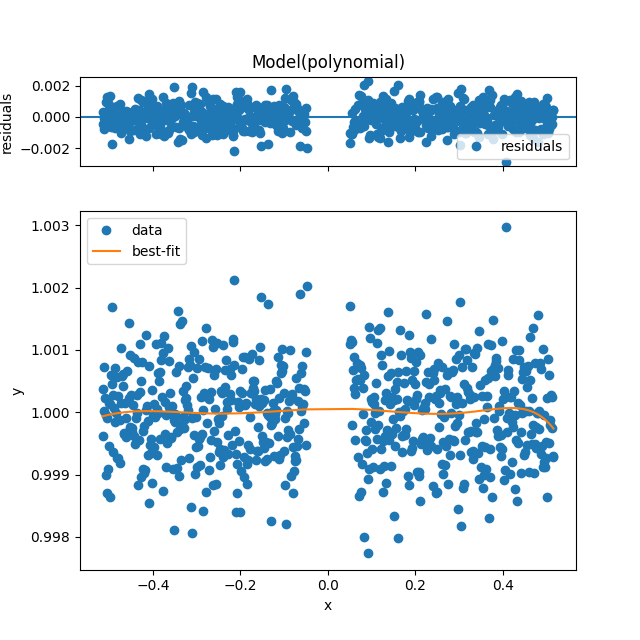 Model(polynomial)
0.002
0.000
−0.002
residuals
residuals
1.003
1.002
1.001
1.000
0.999
0.998
y
data
best-fit
−0.4
−0.2
0.0
0.2
0.4
x